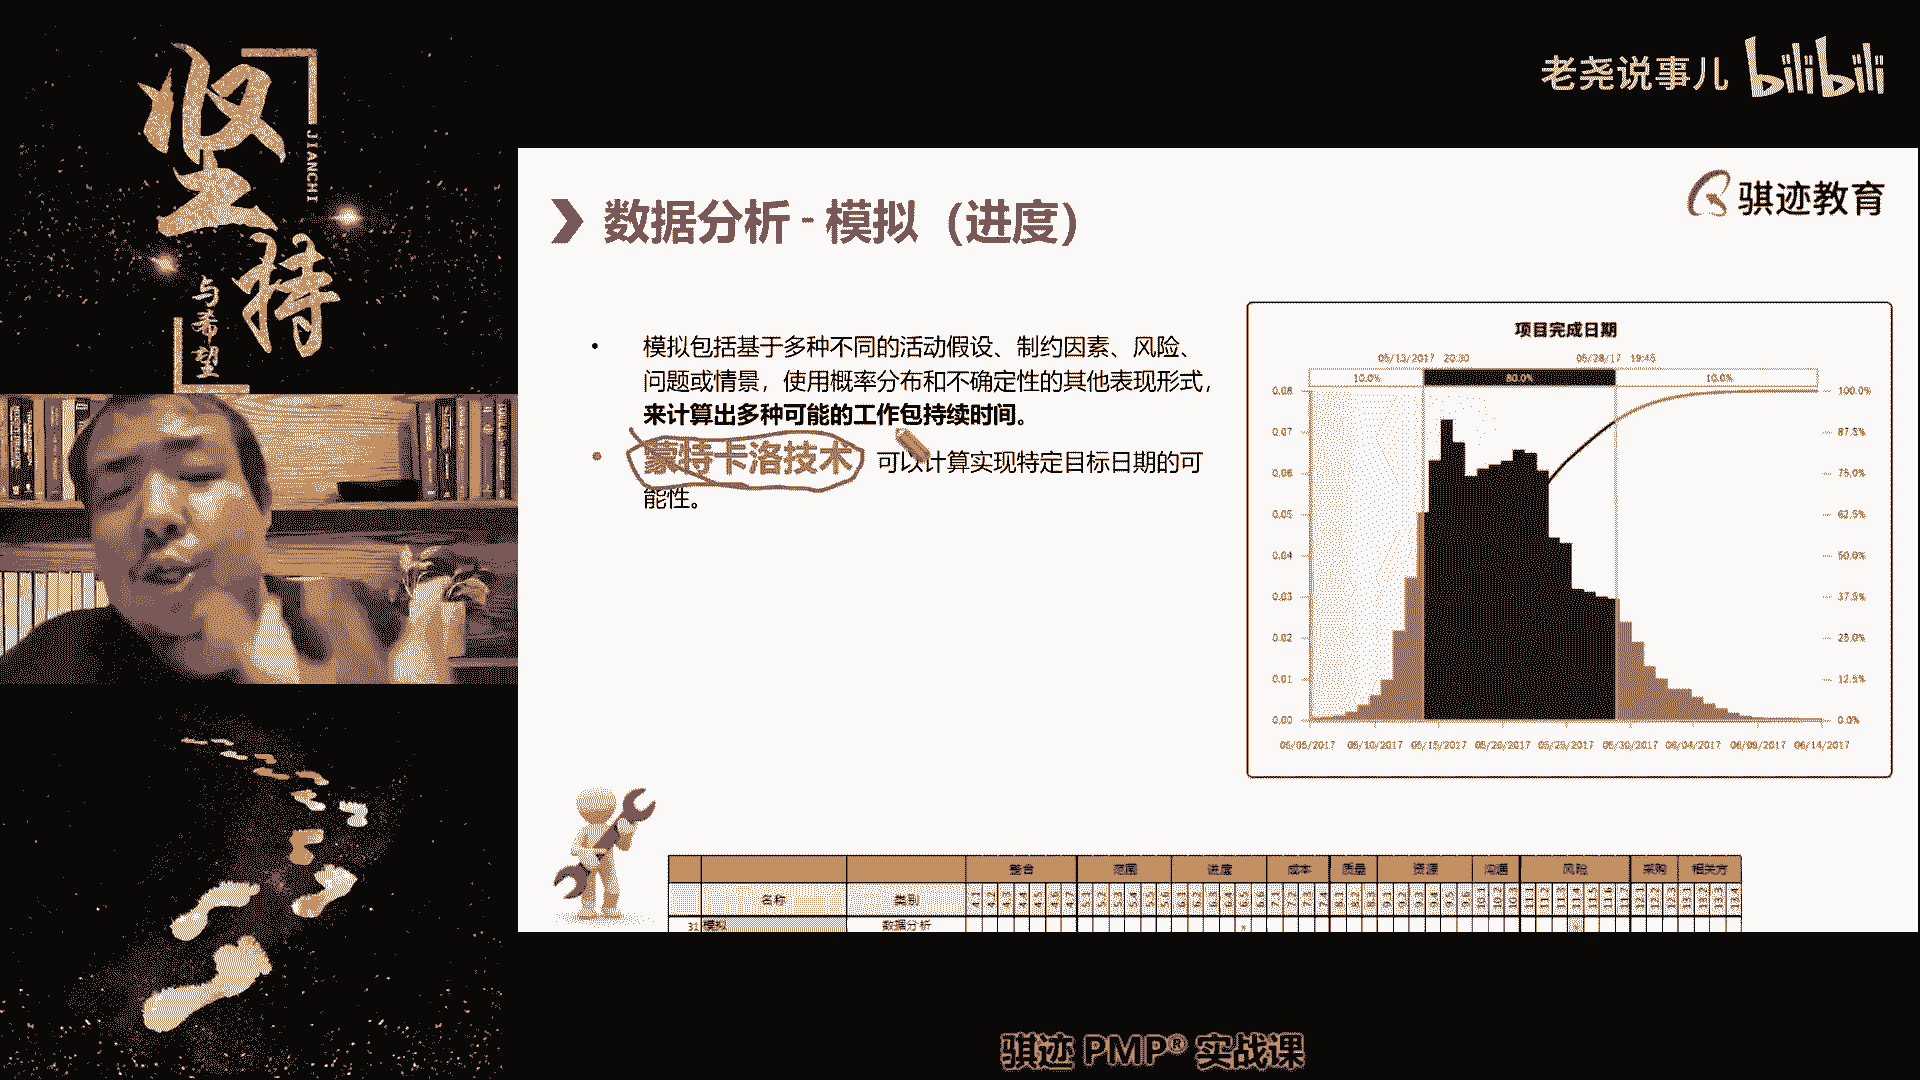 坚持
JIANCHI
与希望
老尧说事儿 bilibili
骐迹教育
数据分析 - 模拟（进度）
• 模拟包括基于多种不同的活动假设、制约因素、风险、
问题或情景，使用概率分布和不确定性的其他表现形式，
来计算出多种可能的工作包持续时间。
• 蒙特卡洛技术 可以计算实现特定目标日期的可
能性。
项目完成日期
05/13/2017 20:30 05/28/17 19:45
10.0% 80.0% 10.0%
0.08 100.0%
0.07 87.5%
0.06 75.0%
0.05 62.5%
0.04 50.0%
0.03 37.5%
0.02 25.0%
0.01 12.5%
0.00 0.0%
05/05/2017 05/10/2017 05/15/2017 05/20/2017 05/25/2017 05/30/2017 06/04/2017 06/09/2017 06/14/2017
整合 范围 进度 成本 质量 资源 沟通 风险 采购 相关方
名称 类别
31 模拟 数据分析
骐迹 PMP® 实战课